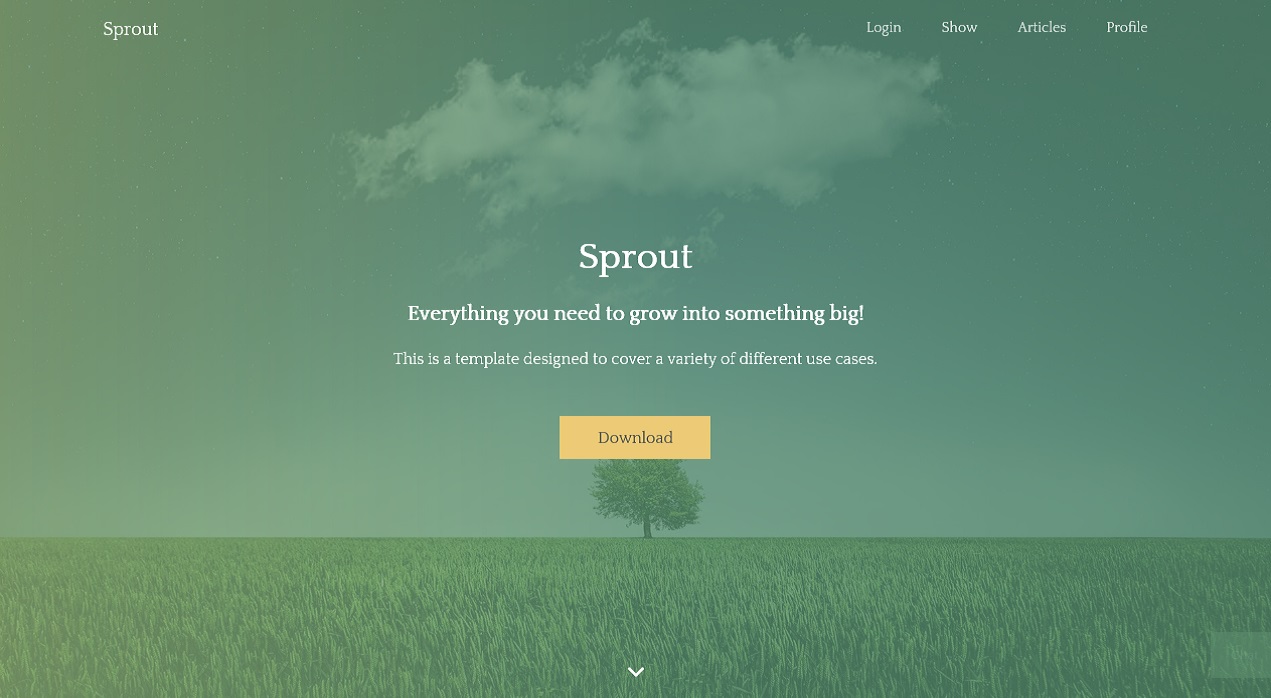 Sprout
Login
Show
Articles
Profile
Sprout
Everything you need to grow into something big!
This is a template designed to cover a variety of different use cases.
Download